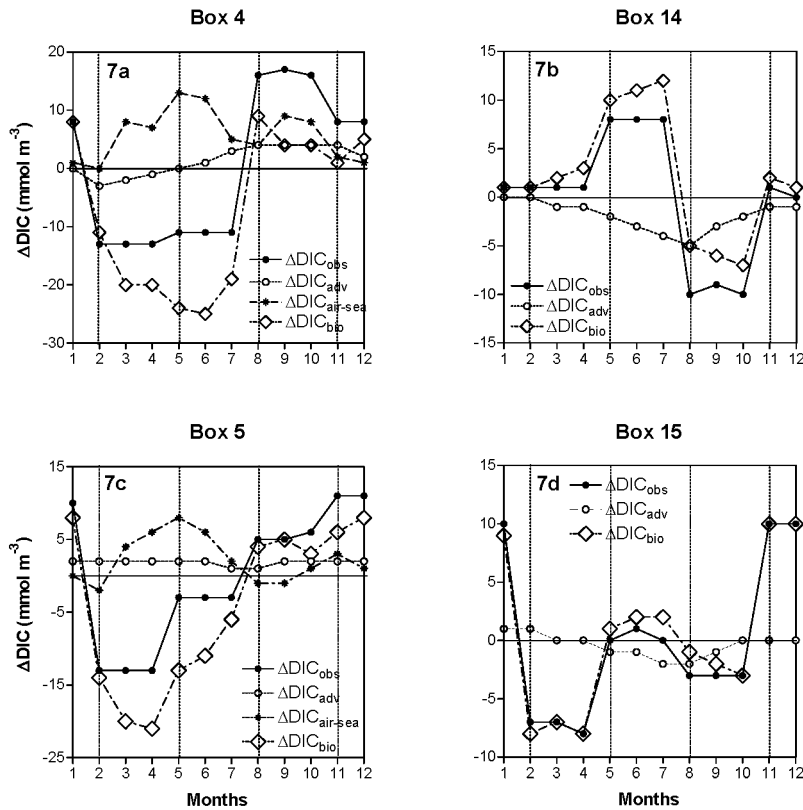 Box 4
7a
ΔDIC (mmol m⁻³)
20
10
0
-10
-20
-30
ΔDICobs
ΔDICadv
ΔDICair-sea
ΔDICbio
1 2 3 4 5 6 7 8 9 10 11 12
Box 14
7b
15
10
5
0
-5
-10
-15
ΔDICobs
ΔDICadv
ΔDICbio
1 2 3 4 5 6 7 8 9 10 11 12
Box 5
7c
ΔDIC (mmol m⁻³)
15
5
-5
-15
-25
ΔDICobs
ΔDICadv
ΔDICair-sea
ΔDICbio
1 2 3 4 5 6 7 8 9 10 11 12
Months
Box 15
7d
15
10
5
0
-5
-10
ΔDICobs
ΔDICadv
ΔDICbio
1 2 3 4 5 6 7 8 9 10 11 12
Months